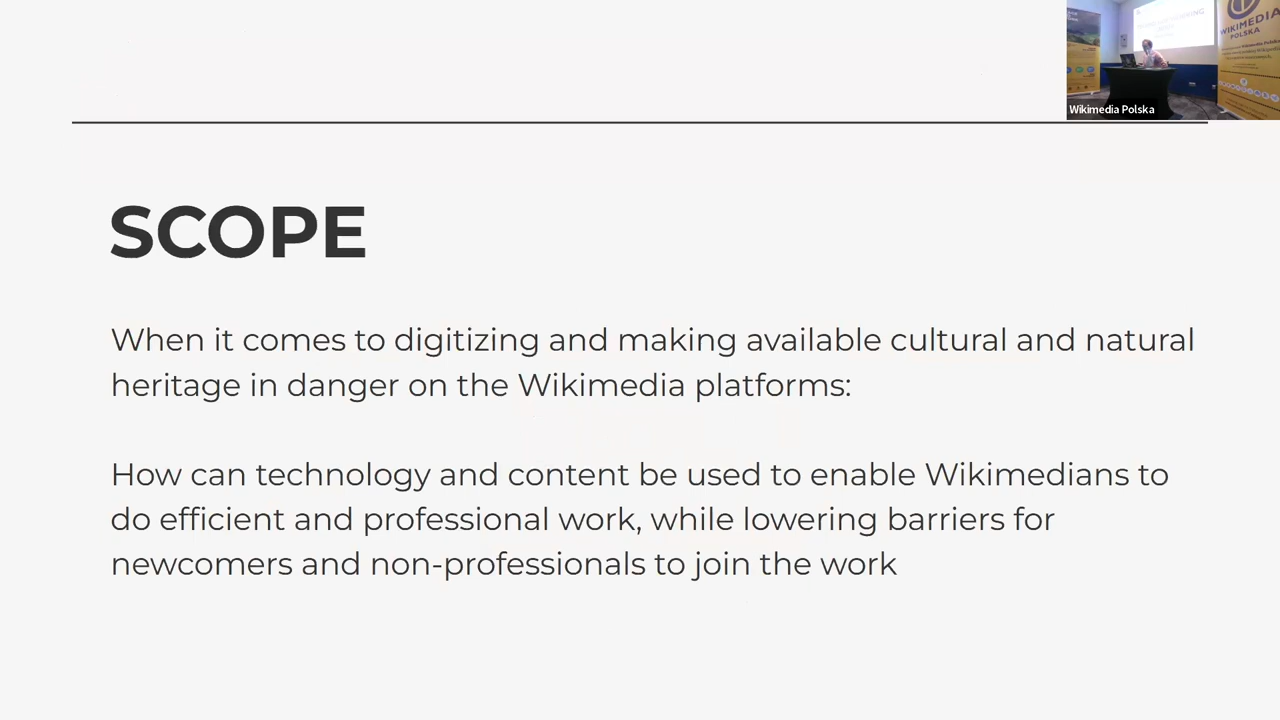 WIKIMEDIA
POLSKA
Wikimedia Polska
SCOPE
When it comes to digitizing and making available cultural and natural
heritage in danger on the Wikimedia platforms:
How can technology and content be used to enable Wikimedians to
do efficient and professional work, while lowering barriers for
newcomers and non-professionals to join the work